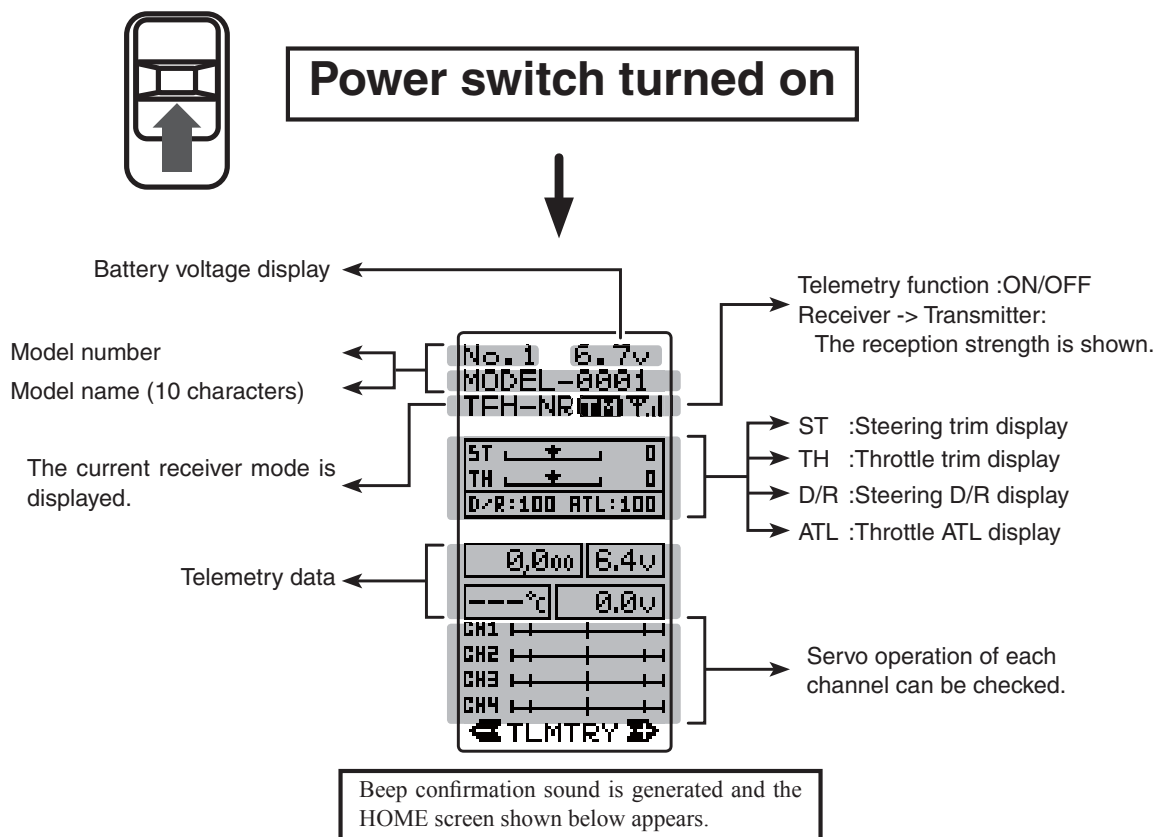 Power switch turned on
Battery voltage display
Telemetry function :ON/OFF
Receiver -> Transmitter:
The reception strength is shown.
Model number
Model name (10 characters)
The current receiver mode is
displayed.
No.1 6.7v
MODEL-0001
TFH-NR TM
ST 0
TH 0
D/R:100 ATL:100
ST :Steering trim display
TH :Throttle trim display
D/R :Steering D/R display
ATL :Throttle ATL display
Telemetry data
0,000 6.4v
---°C 0.0v
CH1
CH2
CH3
CH4
- TLMTRY +
Servo operation of each
channel can be checked.
Beep confirmation sound is generated and the
HOME screen shown below appears.